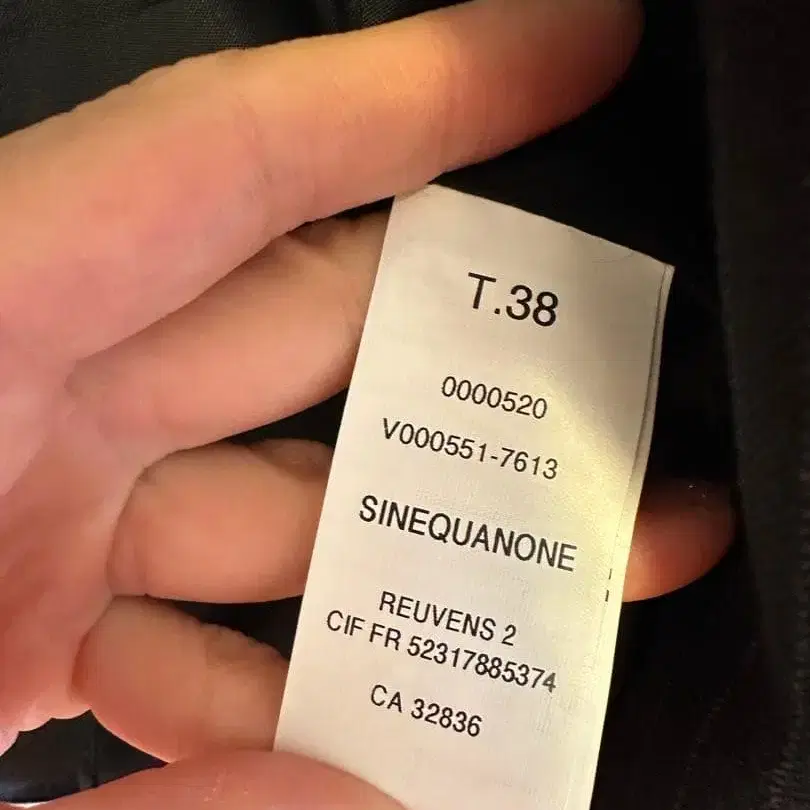 T.38
0000520
V000551-7613
SINEQUANONE
REUVENS 2
CIF FR 52317885374
CA 32836